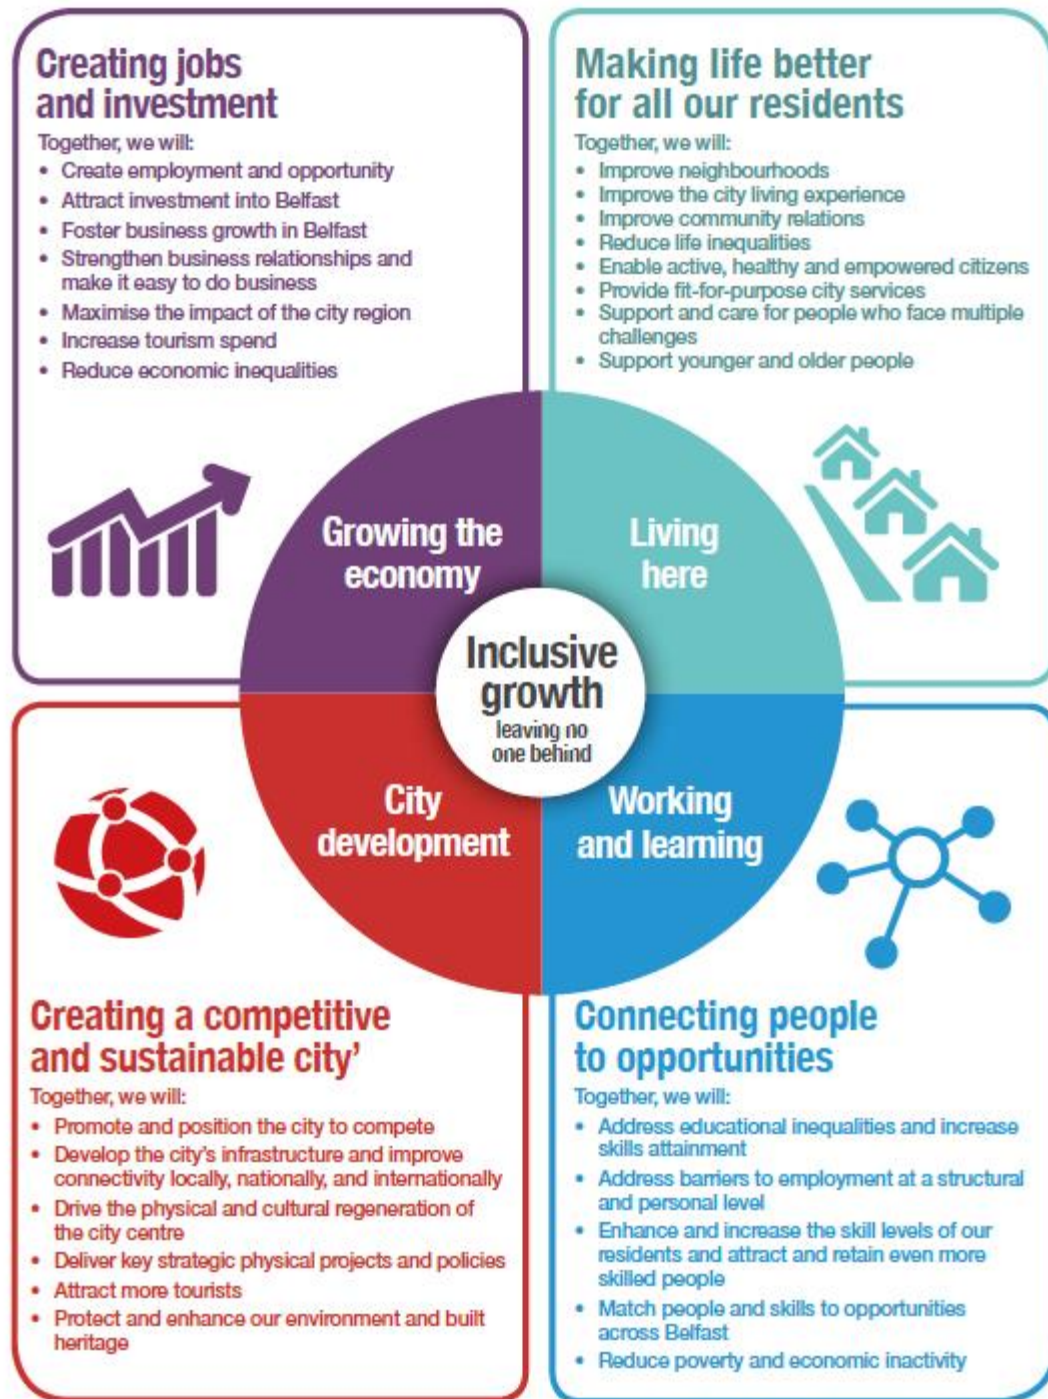 Creating jobs
and investment
Together, we will:
• Create employment and opportunity
• Attract investment into Belfast
• Foster business growth in Belfast
• Strengthen business relationships and
make it easy to do business
• Maximise the impact of the city region
• Increase tourism spend
• Reduce economic inequalities
Making life better
for all our residents
Together, we will:
• Improve neighbourhoods
• Improve the city living experience
• Improve community relations
• Reduce life inequalities
• Enable active, healthy and empowered citizens
• Provide fit-for-purpose city services
• Support and care for people who face multiple
challenges
• Support younger and older people
Growing the
economy
Living
here
Inclusive
growth
leaving no
one behind
City
development
Working
and learning
Creating a competitive
and sustainable city’
Together, we will:
• Promote and position the city to compete
• Develop the city’s infrastructure and improve
connectivity locally, nationally, and internationally
• Drive the physical and cultural regeneration of
the city centre
• Deliver key strategic physical projects and policies
• Attract more tourists
• Protect and enhance our environment and built
heritage
Connecting people
to opportunities
Together, we will:
• Address educational inequalities and increase
skills attainment
• Address barriers to employment at a structural
and personal level
• Enhance and increase the skill levels of our
residents and attract and retain even more
skilled people
• Match people and skills to opportunities
across Belfast
• Reduce poverty and economic inactivity